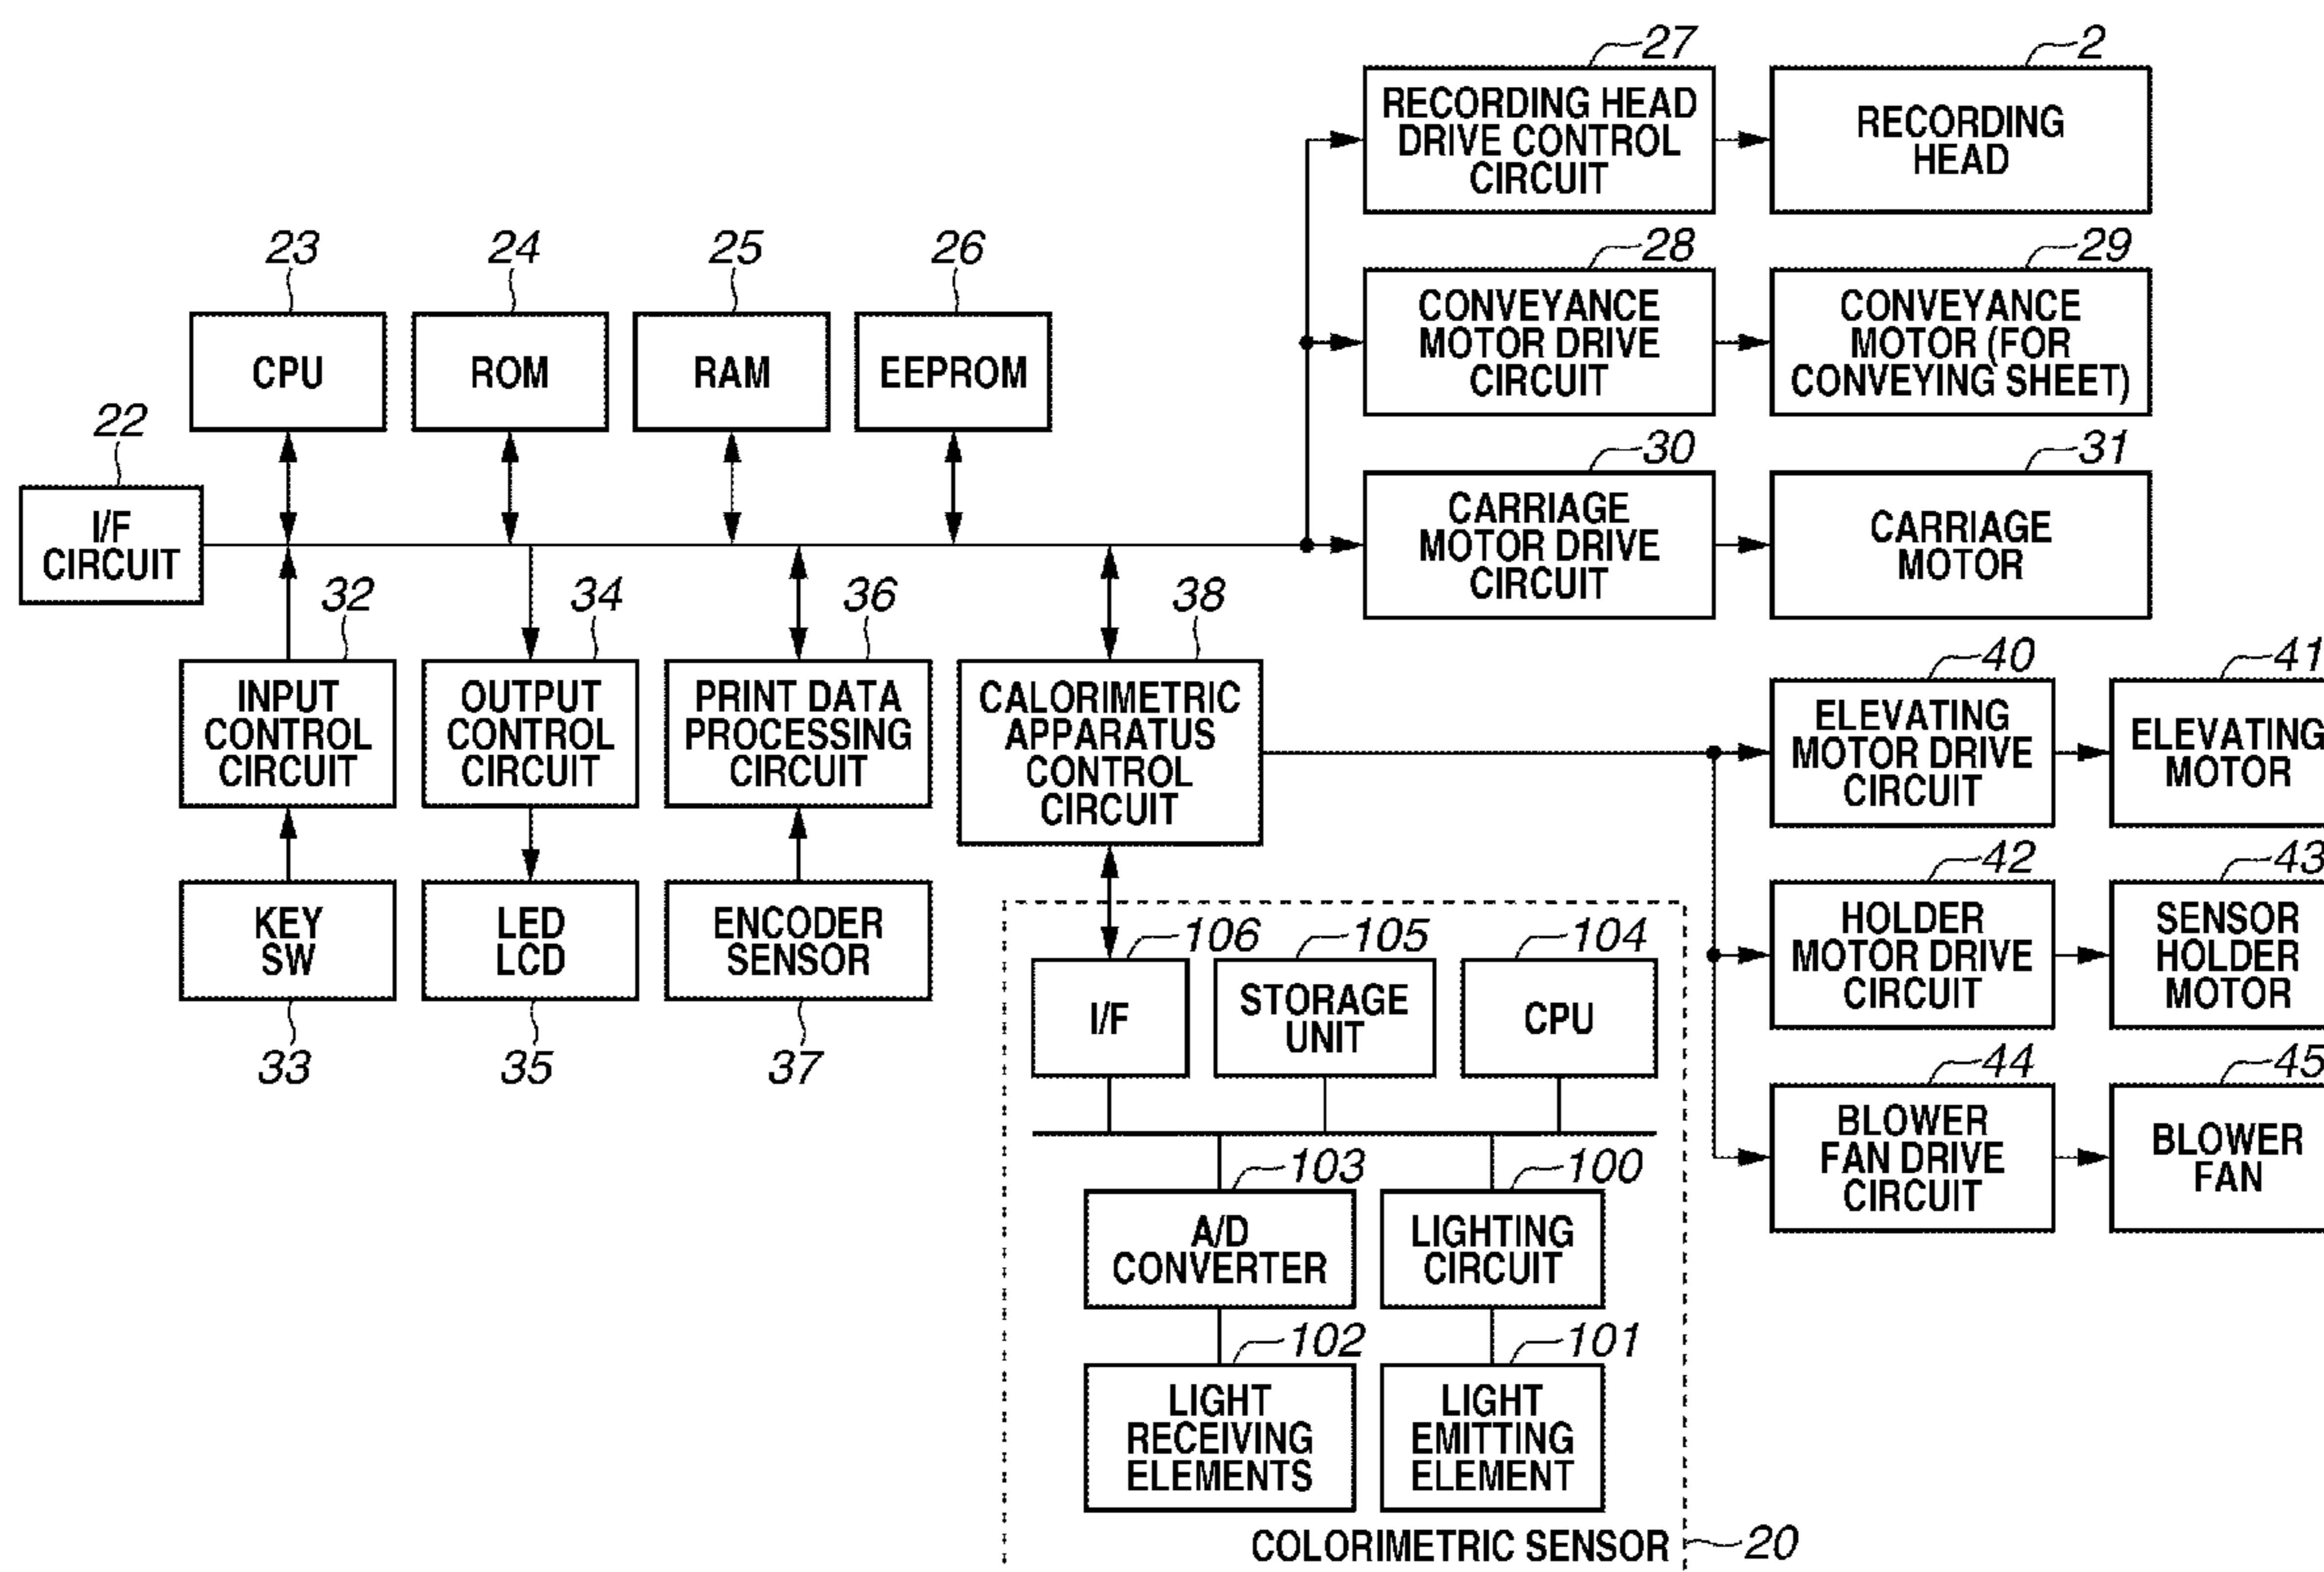 27
RECORDING HEAD
DRIVE CONTROL
CIRCUIT
2
RECORDING
HEAD
23
CPU
24
ROM
25
RAM
26
EEPROM
28
CONVEYANCE
MOTOR DRIVE
CIRCUIT
29
CONVEYANCE
MOTOR (FOR
CONVEYING SHEET)
22
I/F
CIRCUIT
30
CARRIAGE
MOTOR DRIVE
CIRCUIT
31
CARRIAGE
MOTOR
32
INPUT
CONTROL
CIRCUIT
34
OUTPUT
CONTROL
CIRCUIT
36
PRINT DATA
PROCESSING
CIRCUIT
38
CALORIMETRIC
APPARATUS
CONTROL
CIRCUIT
40
ELEVATING
MOTOR DRIVE
CIRCUIT
41
ELEVATING
MOTOR
KEY
SW
33
LED
LCD
35
ENCODER
SENSOR
37
42
HOLDER
MOTOR DRIVE
CIRCUIT
43
SENSOR
HOLDER
MOTOR
106
I/F
105
STORAGE
UNIT
104
CPU
44
BLOWER
FAN DRIVE
CIRCUIT
45
BLOWER
FAN
103
A/D
CONVERTER
100
LIGHTING
CIRCUIT
102
LIGHT
RECEIVING
ELEMENTS
101
LIGHT
EMITTING
ELEMENT
COLORIMETRIC SENSOR
20